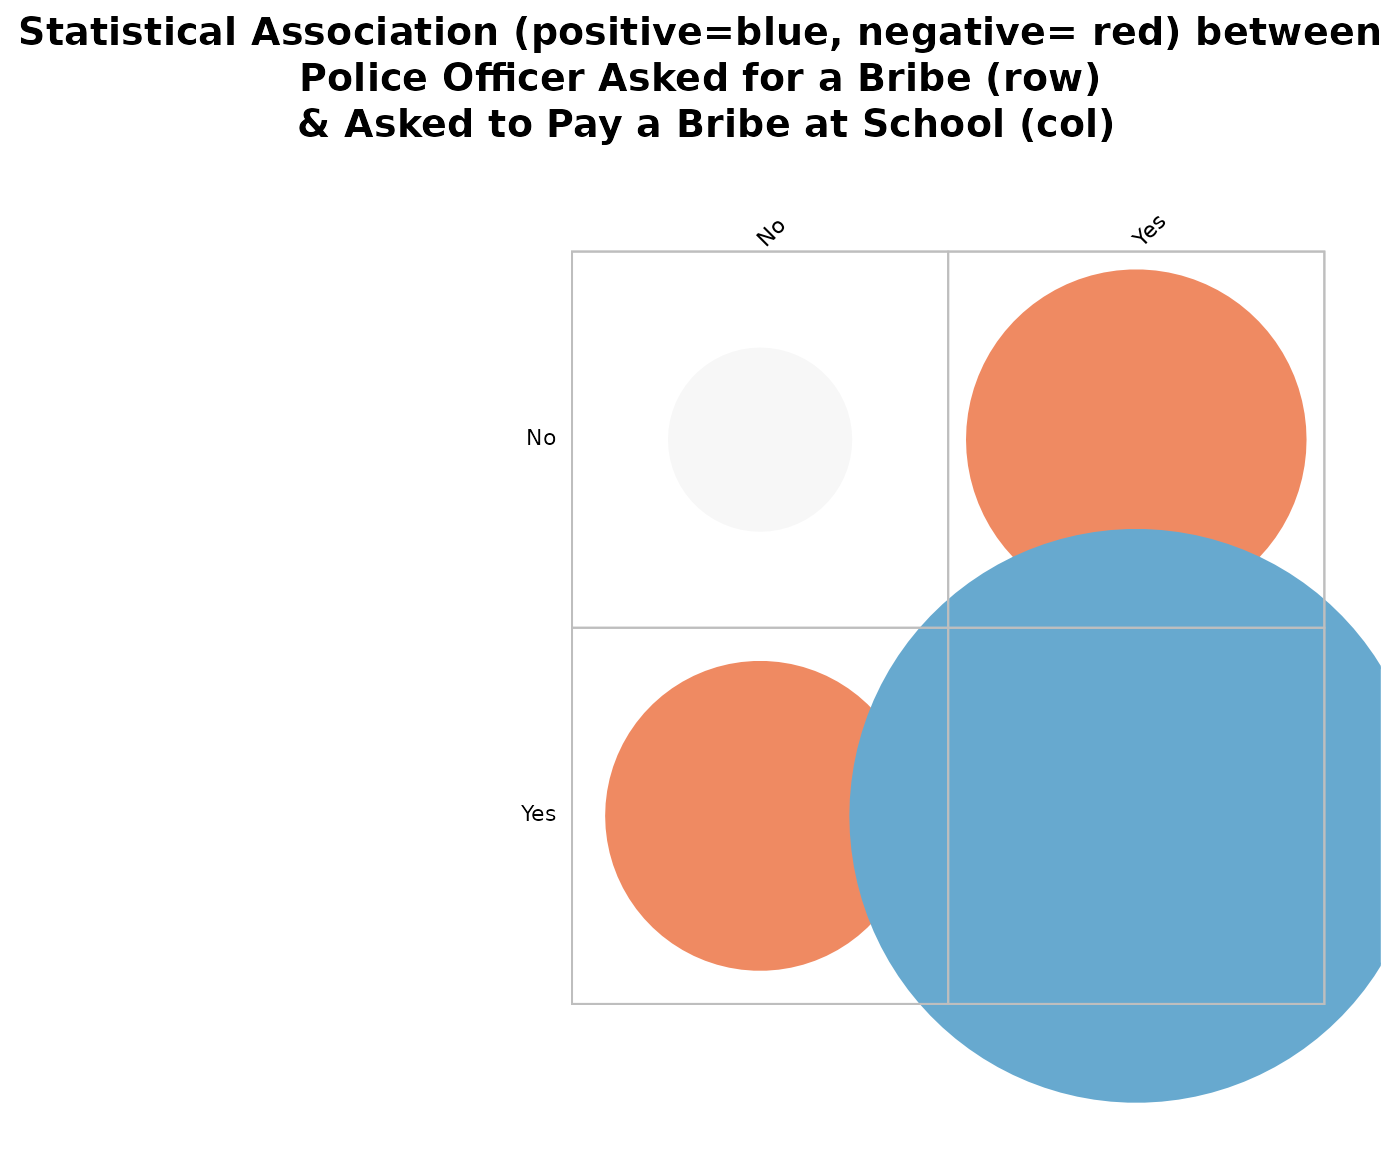 Statistical Association (positive=blue, negative= red) between
Police Officer Asked for a Bribe (row)
& Asked to Pay a Bribe at School (col)
No
Yes
No
Yes